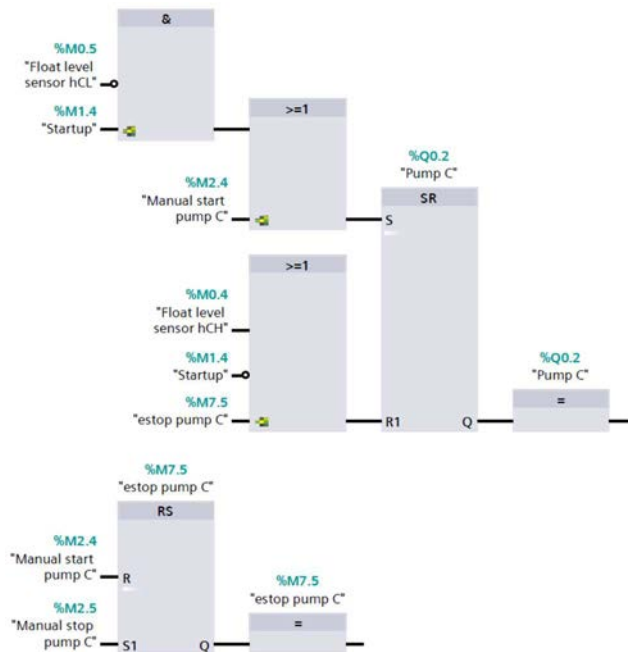 &
%M0.5
"Float level
sensor hCL"
%M1.4
"Startup"
>=1
%M2.4
"Manual start
pump C"
%Q0.2
"Pump C"
SR
S
>=1
%M0.4
"Float level
sensor hCH"
%M1.4
"Startup"
%M7.5
"estop pump C"
R1 Q
%Q0.2
"Pump C"
=
%M7.5
"estop pump C"
RS
%M2.4
"Manual start
pump C"
R
%M2.5
"Manual stop
pump C"
S1 Q
%M7.5
"estop pump C"
=